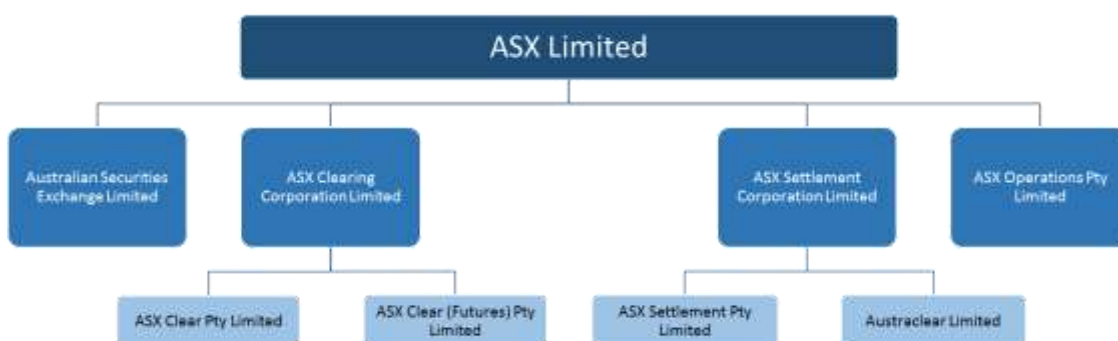 ASX Limited
Australian Securities
Exchange Limited
ASX Clearing
Corporation Limited
ASX Settlement
Corporation Limited
ASX Operations Pty
Limited
ASX Clear Pty Limited
ASX Clear (Futures) Pty
Limited
ASX Settlement Pty
Limited
Austraclear Limited